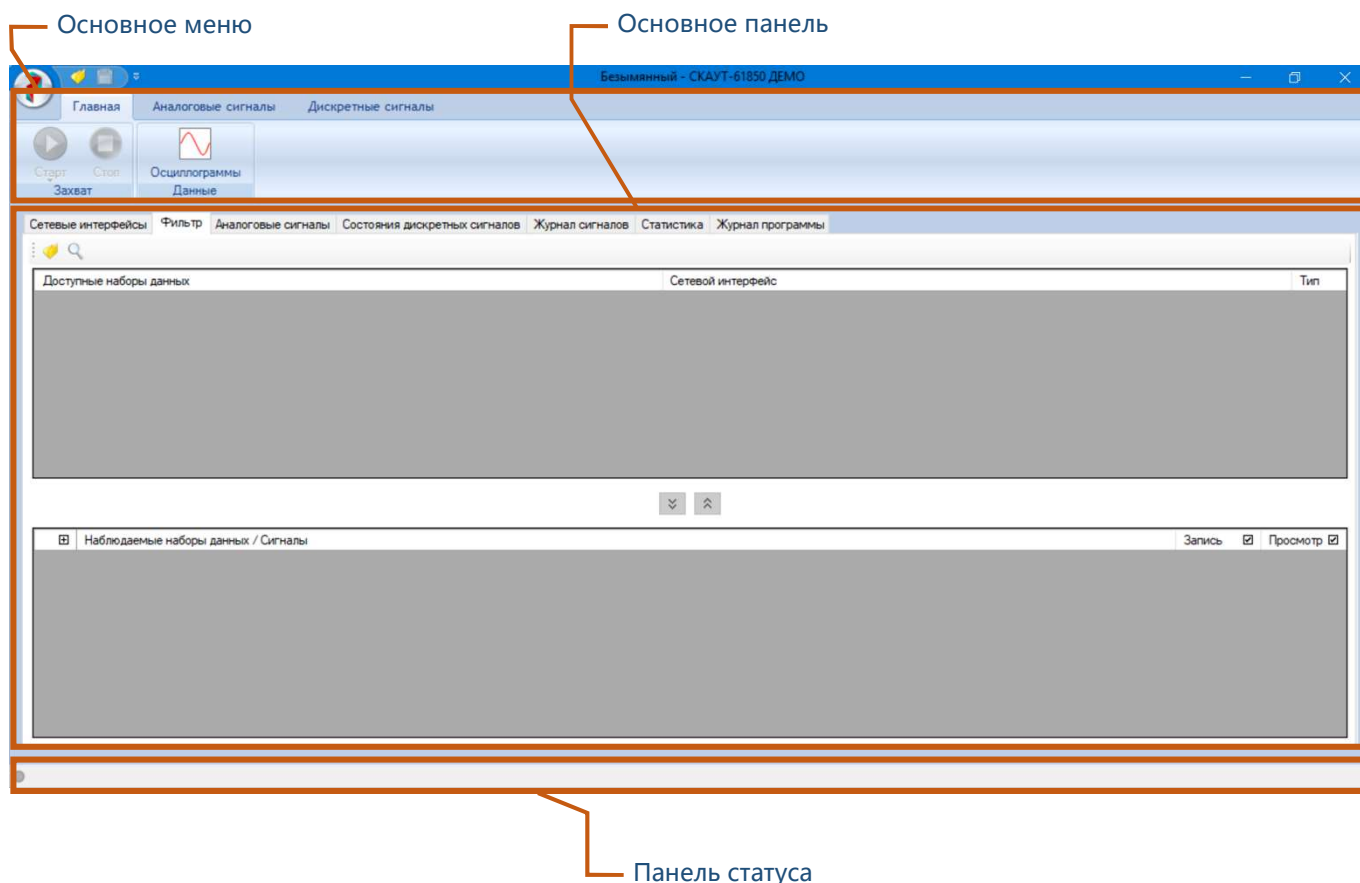 Основное меню
Основное панель
Безымянный - СКАУТ-61850 ДЕМО
Главная Аналоговые сигналы Дискретные сигналы
Старт Стоп Осциллограммы
Захват Данные
Сетевые интерфейсы Фильтр Аналоговые сигналы Состояния дискретных сигналов Журнал сигналов Статистика Журнал программы
Доступные наборы данных Сетевой интерфейс Тип
Наблюдаемые наборы данных / Сигналы Запись Просмотр
Панель статуса